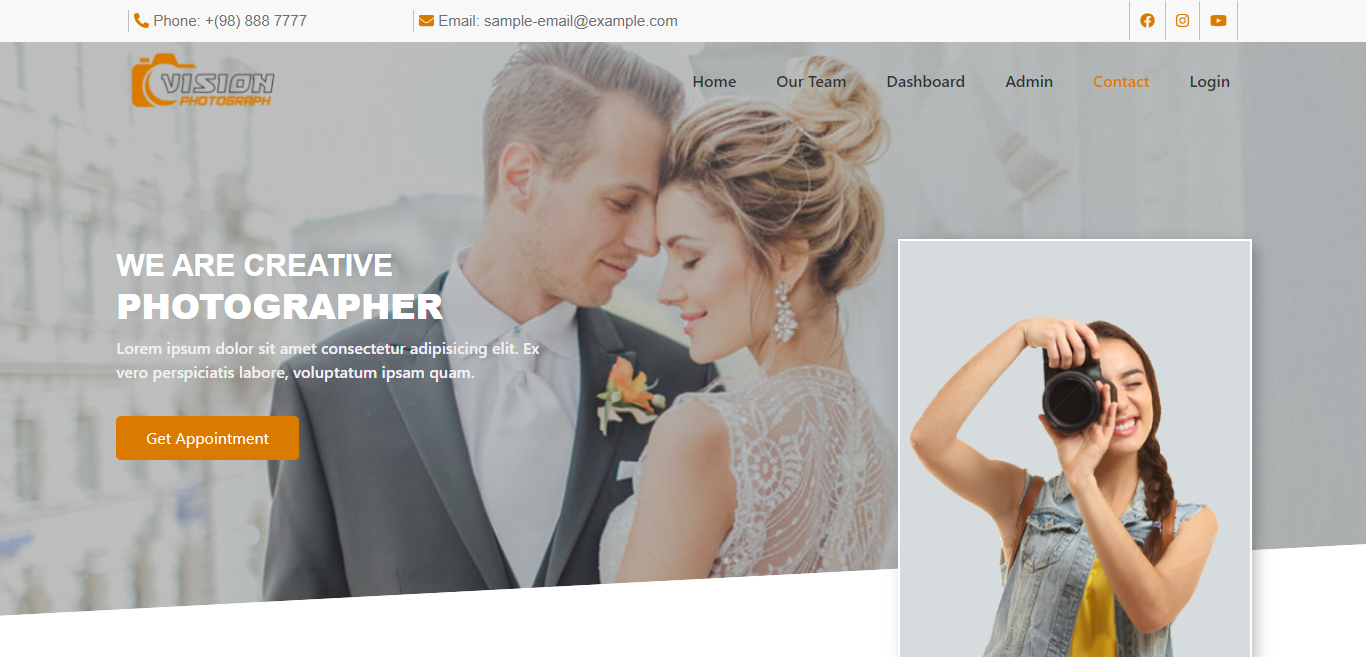 Phone: +(98) 888 7777
Email: sample-email@example.com
VISION
PHOTOGRAPH
Home
Our Team
Dashboard
Admin
Contact
Login
WE ARE CREATIVE
PHOTOGRAPHER
Lorem ipsum dolor sit amet consectetur adipisicing elit. Ex
vero perspiciatis labore, voluptatum ipsam quam.
Get Appointment